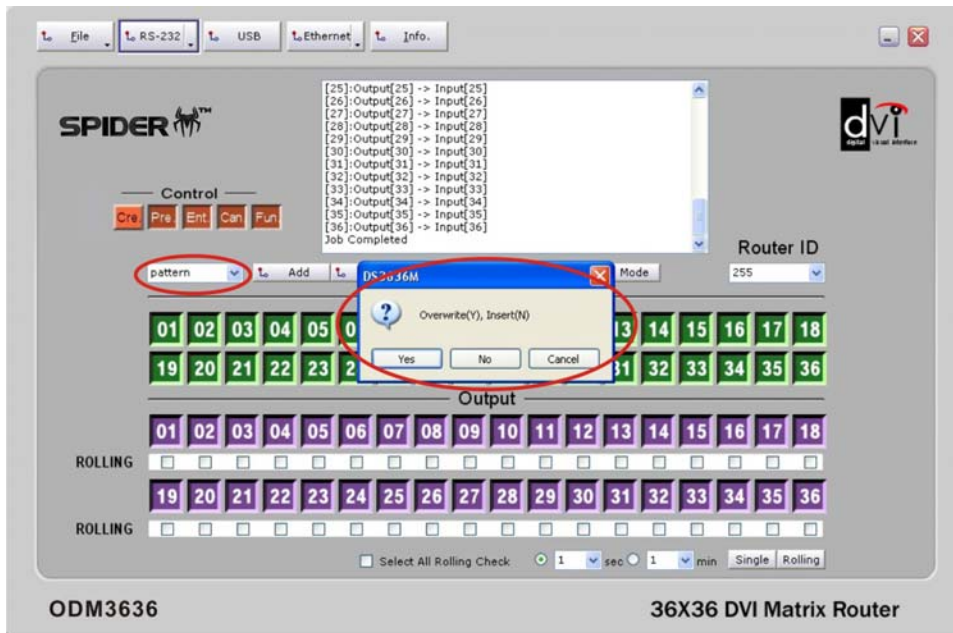 File RS-232 USB Ethernet Info.
SPIDER™
dvi
digital visual interface
[25]:Output[25] -> Input[25]
[26]:Output[26] -> Input[26]
[27]:Output[27] -> Input[27]
[28]:Output[28] -> Input[28]
[29]:Output[29] -> Input[29]
[30]:Output[30] -> Input[30]
[31]:Output[31] -> Input[31]
[32]:Output[32] -> Input[32]
[33]:Output[33] -> Input[33]
[34]:Output[34] -> Input[34]
[35]:Output[35] -> Input[35]
[36]:Output[36] -> Input[36]
Job Completed
Control
Cre. Pre. Ent. Can Fun.
Router ID
pattern Add Mode 255
DS3636M
Overwrite(Y), Insert(N)
Yes No Cancel
01 02 03 04 05 13 14 15 16 17 18
19 20 21 22 23 31 32 33 34 35 36
Output
01 02 03 04 05 06 07 08 09 10 11 12 13 14 15 16 17 18
ROLLING
19 20 21 22 23 24 25 26 27 28 29 30 31 32 33 34 35 36
ROLLING
Select All Rolling Check 1 sec 1 min Single Rolling
ODM3636 36X36 DVI Matrix Router